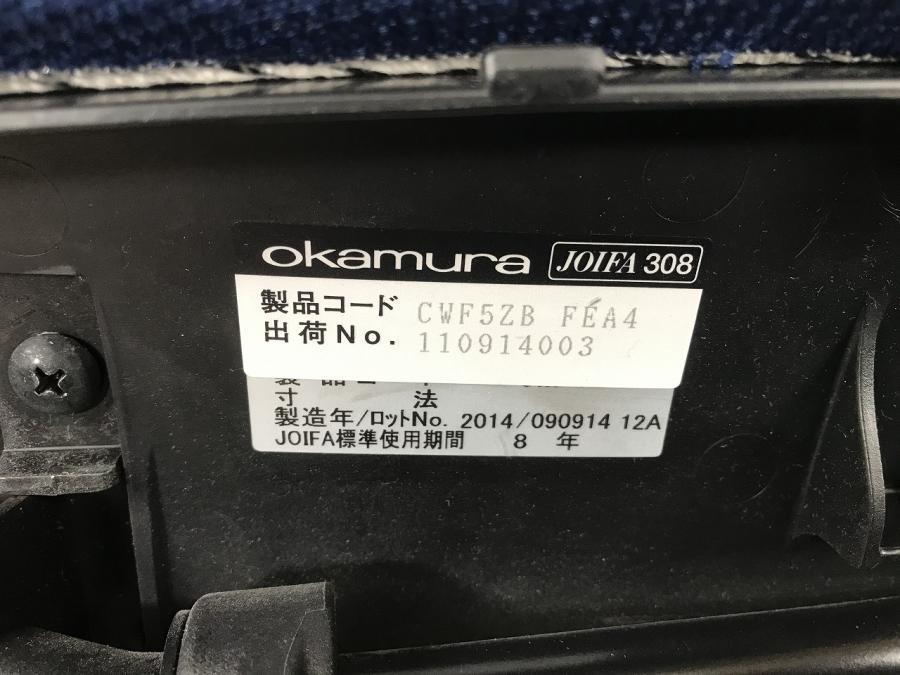 okamura JOIFA 308
製品コード CWF5ZB FÉA4
出荷No. 110914003
寸 法
製造年/ロットNo. 2014/090914 12A
JOIFA標準使用期間 8 年